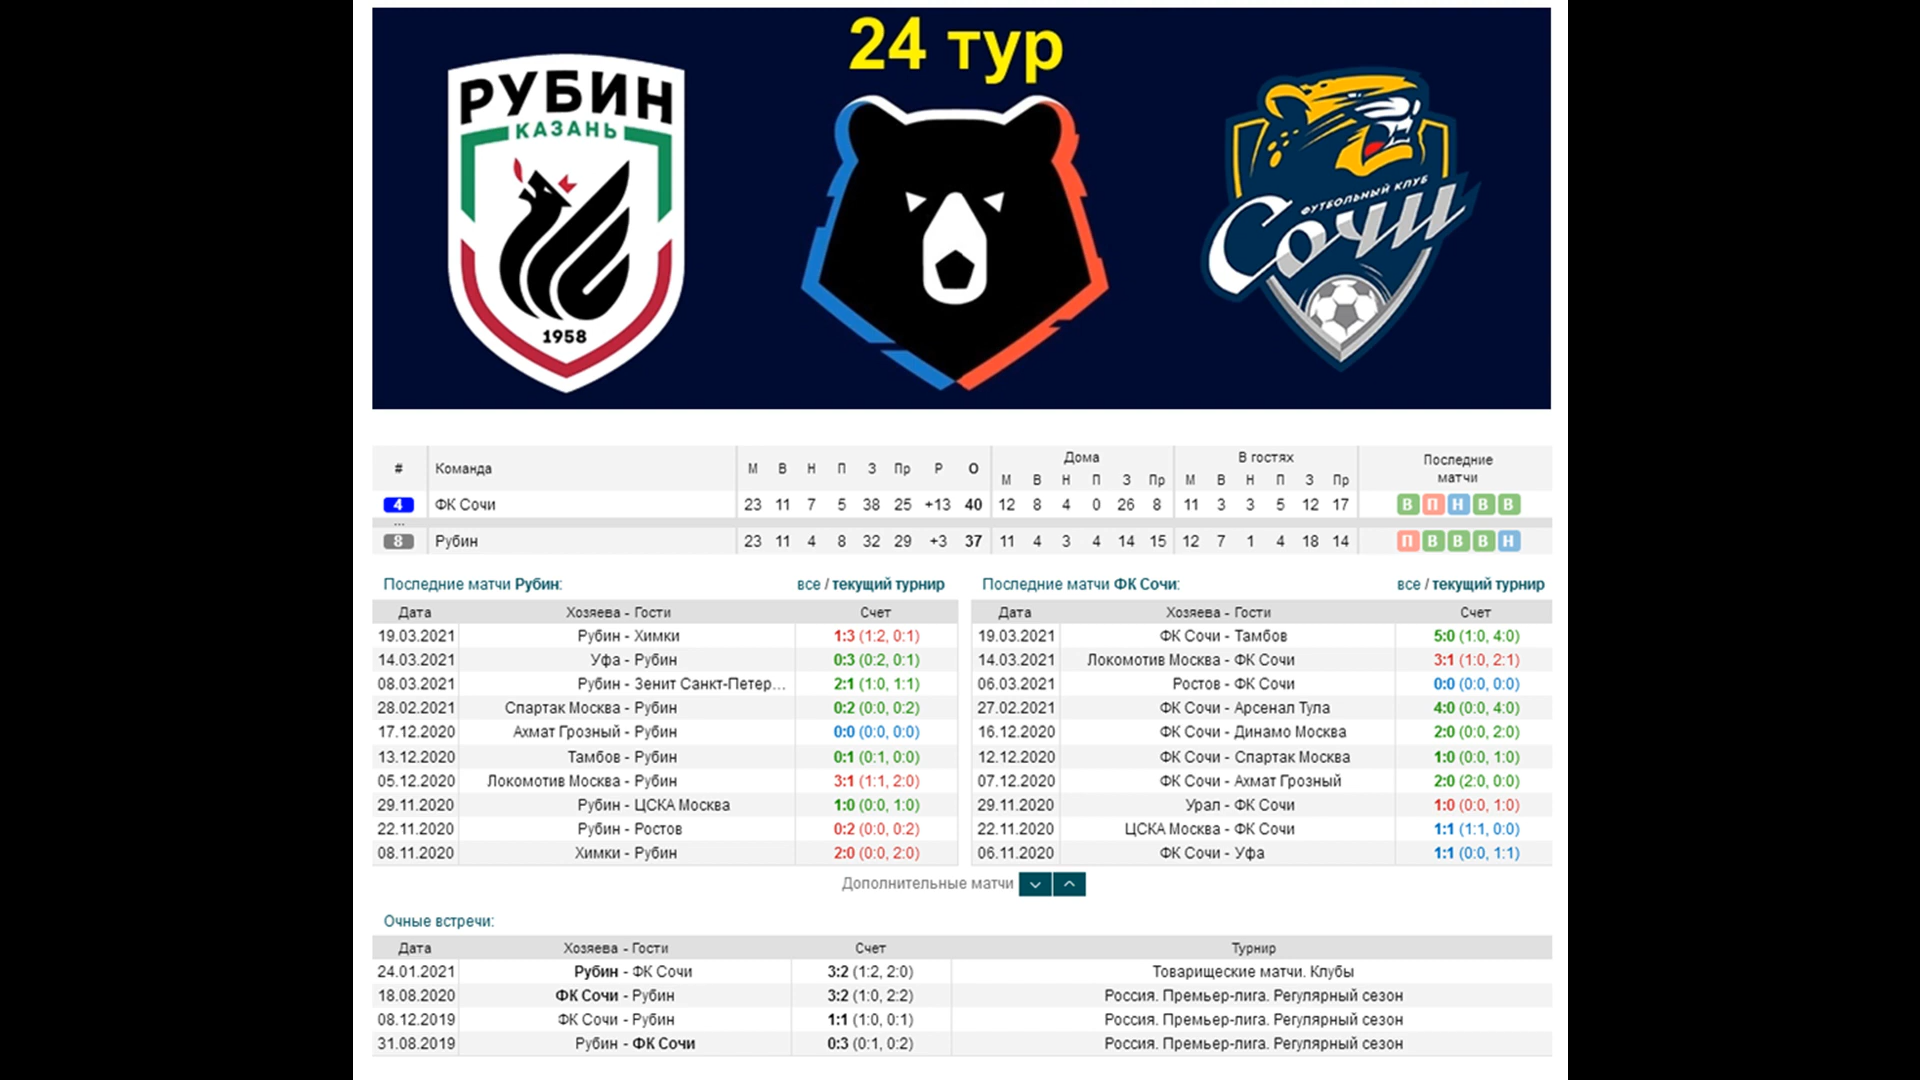 24 тур
РУБИН
КАЗАНЬ
1958
ФУТБОЛЬНЫЙ КЛУБ
Сочи
# Команда М В Н П З Пр Р О Дома М В Н П З Пр В гостях М В Н П З Пр Последние матчи
4 ФК Сочи 23 11 7 5 38 25 +13 40 12 8 4 0 26 8 11 3 3 5 12 17 В П Н В В
...
8 Рубин 23 11 4 8 32 29 +3 37 11 4 3 4 14 15 12 7 1 4 18 14 П В В В Н
Последние матчи Рубин: все / текущий турнир
Дата Хозяева - Гости Счет
19.03.2021 Рубин - Химки 1:3 (1:2, 0:1)
14.03.2021 Уфа - Рубин 0:3 (0:2, 0:1)
08.03.2021 Рубин - Зенит Санкт-Петер... 2:1 (1:0, 1:1)
28.02.2021 Спартак Москва - Рубин 0:2 (0:0, 0:2)
17.12.2020 Ахмат Грозный - Рубин 0:0 (0:0, 0:0)
13.12.2020 Тамбов - Рубин 0:1 (0:1, 0:0)
05.12.2020 Локомотив Москва - Рубин 3:1 (1:1, 2:0)
29.11.2020 Рубин - ЦСКА Москва 1:0 (0:0, 1:0)
22.11.2020 Рубин - Ростов 0:2 (0:0, 0:2)
08.11.2020 Химки - Рубин 2:0 (0:0, 2:0)
Последние матчи ФК Сочи: все / текущий турнир
Дата Хозяева - Гости Счет
19.03.2021 ФК Сочи - Тамбов 5:0 (1:0, 4:0)
14.03.2021 Локомотив Москва - ФК Сочи 3:1 (1:0, 2:1)
06.03.2021 Ростов - ФК Сочи 0:0 (0:0, 0:0)
27.02.2021 ФК Сочи - Арсенал Тула 4:0 (0:0, 4:0)
16.12.2020 ФК Сочи - Динамо Москва 2:0 (0:0, 2:0)
12.12.2020 ФК Сочи - Спартак Москва 1:0 (0:0, 1:0)
07.12.2020 ФК Сочи - Ахмат Грозный 2:0 (2:0, 0:0)
29.11.2020 Урал - ФК Сочи 1:0 (0:0, 1:0)
22.11.2020 ЦСКА Москва - ФК Сочи 1:1 (1:1, 0:0)
06.11.2020 ФК Сочи - Уфа 1:1 (0:0, 1:1)
Дополнительные матчи
Очные встречи:
Дата Хозяева - Гости Счет Турнир
24.01.2021 Рубин - ФК Сочи 3:2 (1:2, 2:0) Товарищеские матчи. Клубы
18.08.2020 ФК Сочи - Рубин 3:2 (1:0, 2:2) Россия. Премьер-лига. Регулярный сезон
08.12.2019 ФК Сочи - Рубин 1:1 (1:0, 0:1) Россия. Премьер-лига. Регулярный сезон
31.08.2019 Рубин - ФК Сочи 0:3 (0:1, 0:2) Россия. Премьер-лига. Регулярный сезон